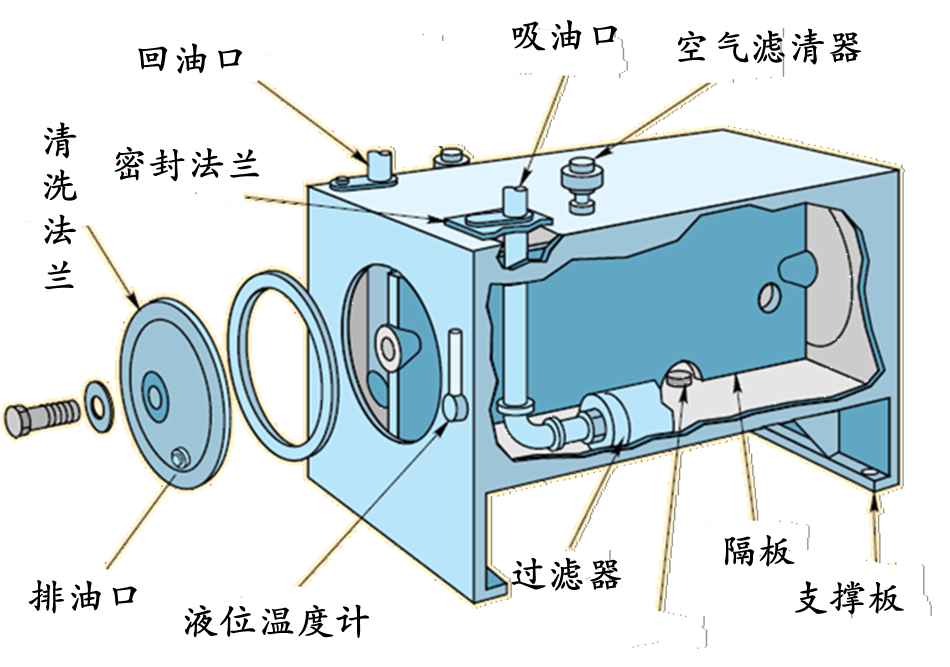 回油口
吸油口
空气滤清器
清洗法兰
密封法兰
排油口
液位温度计
过滤器
隔板
支撑板